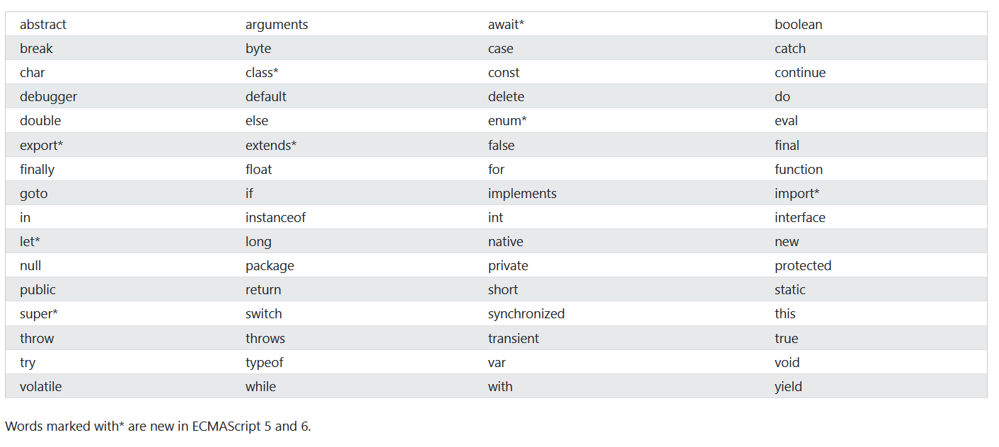 abstract arguments await* boolean
break byte case catch
char class* const continue
debugger default delete do
double else enum* eval
export* extends* false final
finally float for function
goto if implements import*
in instanceof int interface
let* long native new
null package private protected
public return short static
super* switch synchronized this
throw throws transient true
try typeof var void
volatile while with yield
Words marked with* are new in ECMAScript 5 and 6.